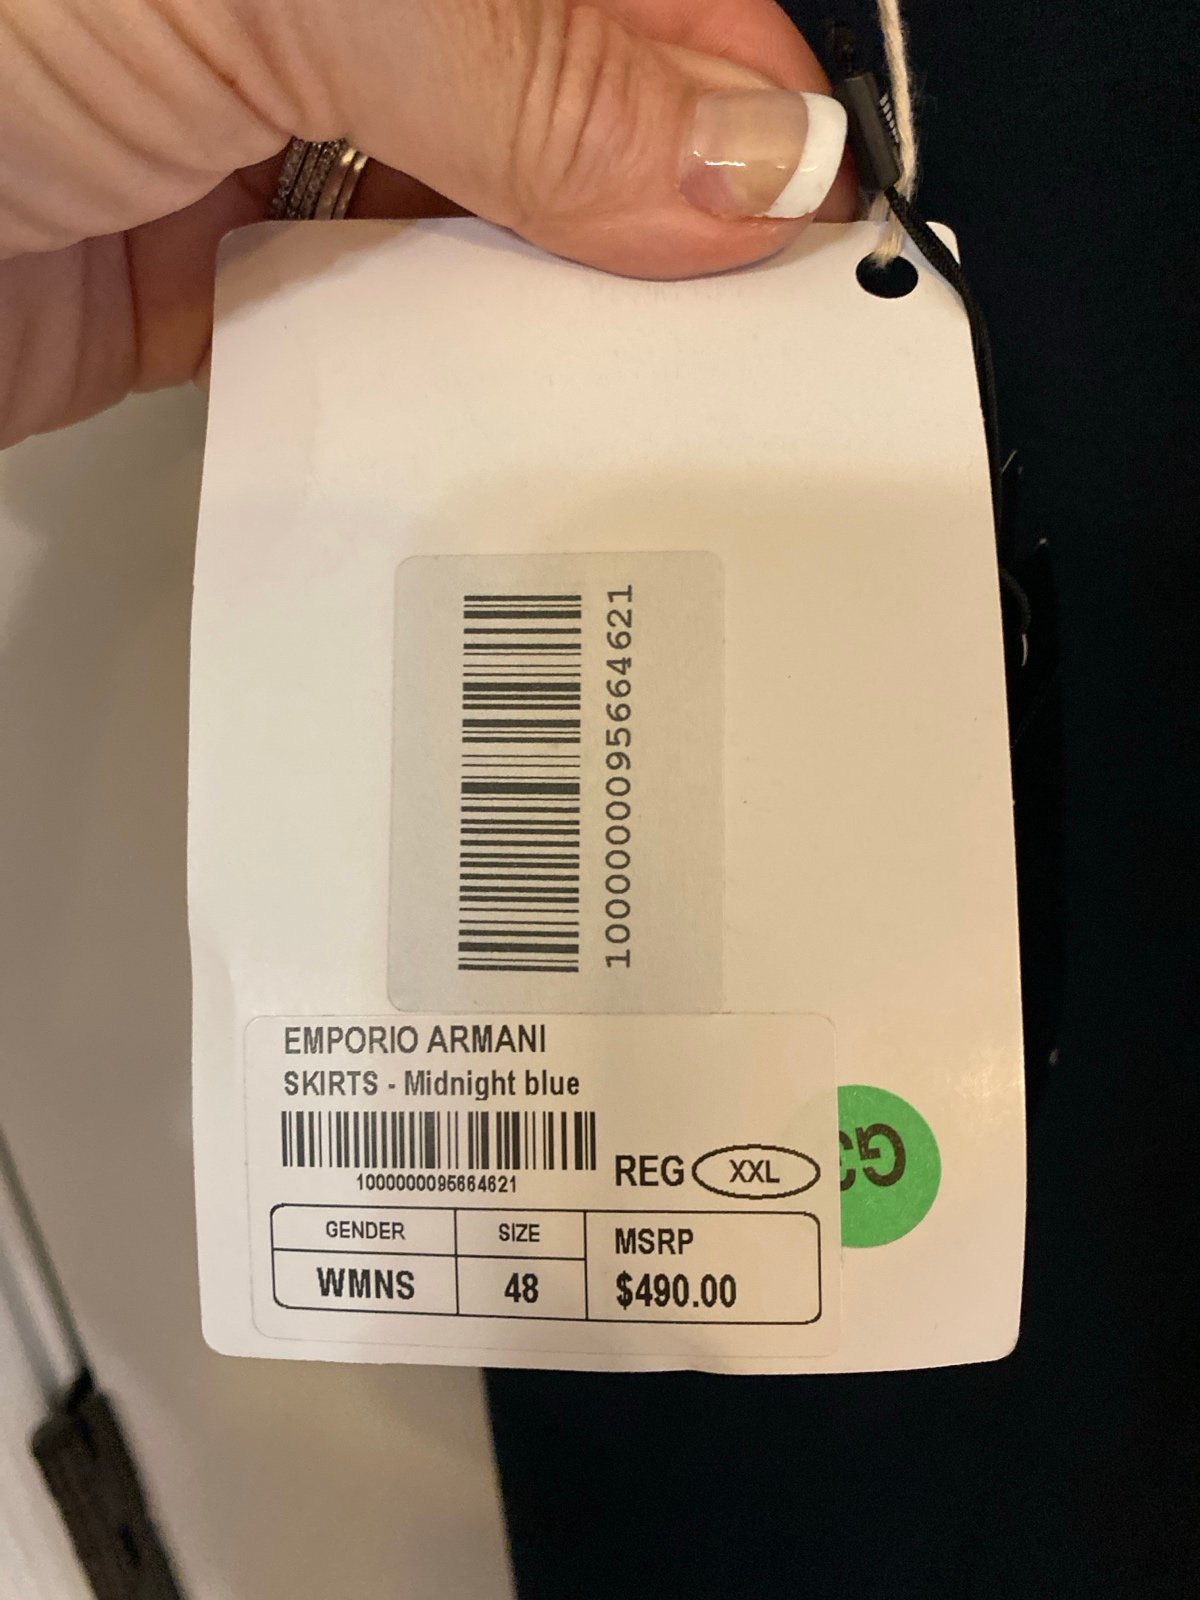 1000000095664621
EMPORIO ARMANI
SKIRTS - Midnight blue
1000000095664621
REG XXL
GENDER SIZE MSRP
WMNS 48 $490.00